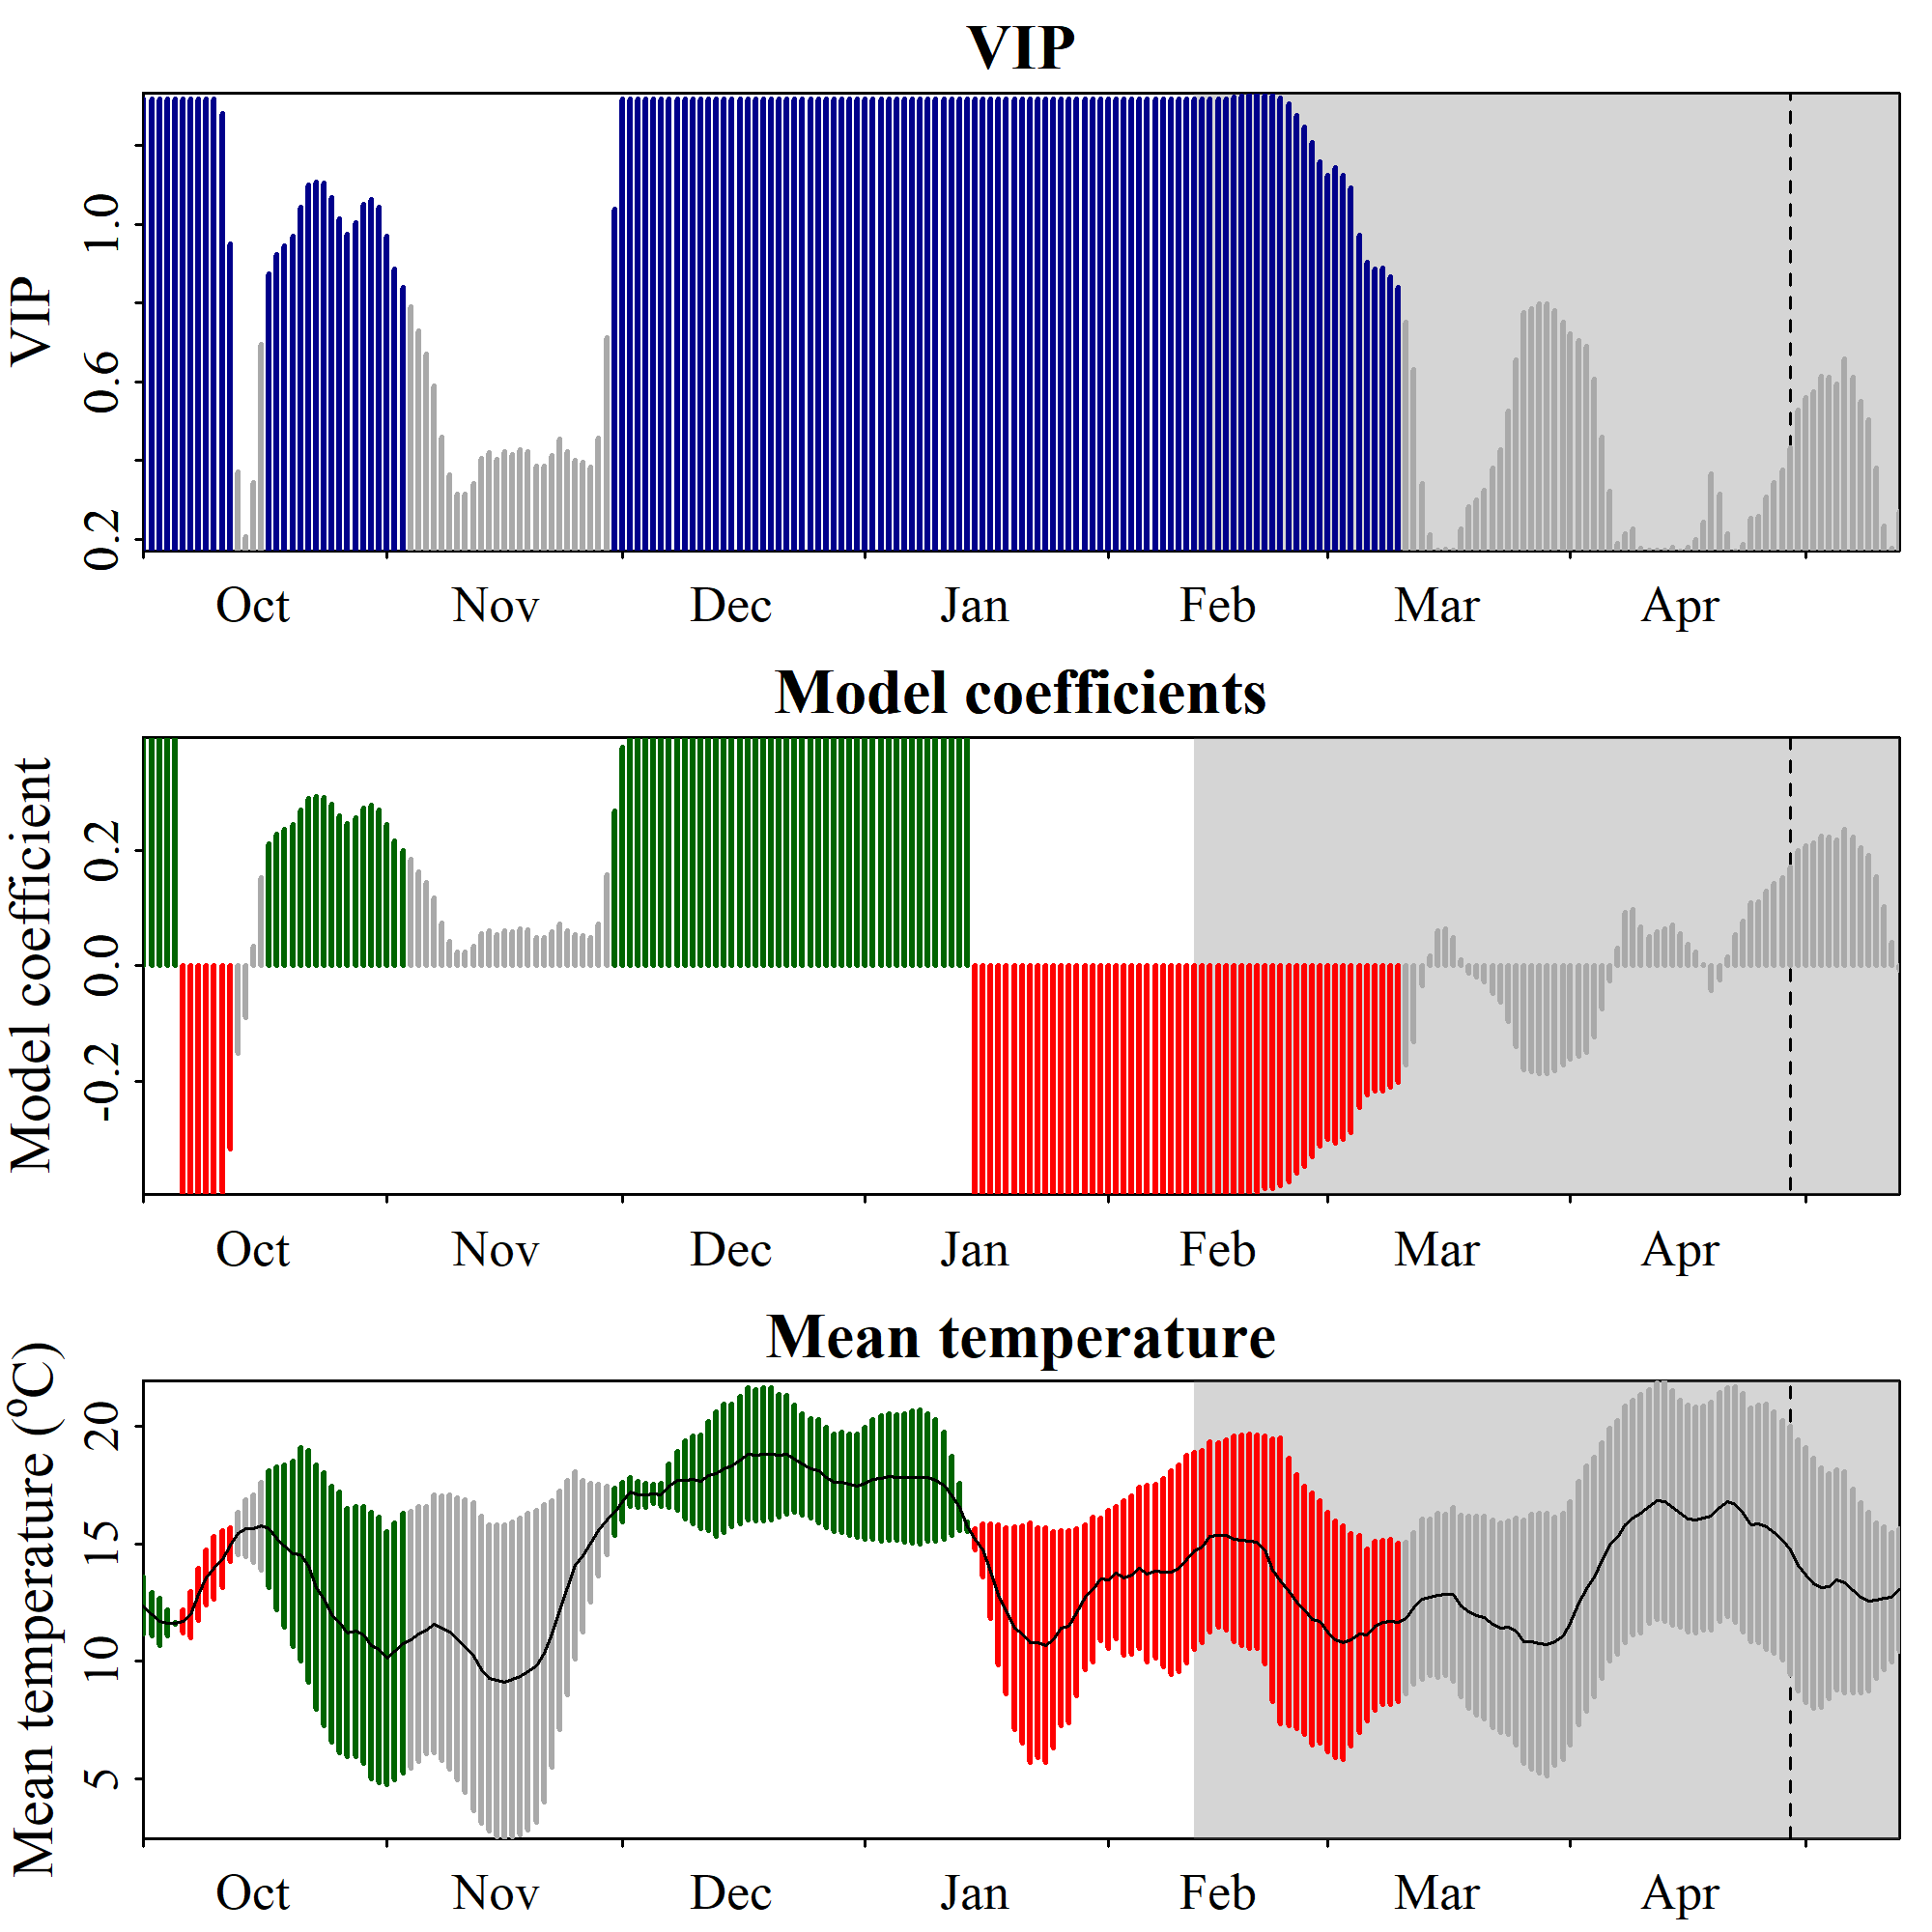 VIP
VIP
1.0
0.6
0.2
Oct Nov Dec Jan Feb Mar Apr
Model coefficients
Model coefficient
0.2
0.0
-0.2
Oct Nov Dec Jan Feb Mar Apr
Mean temperature
Mean temperature (ºC)
20
15
10
5
Oct Nov Dec Jan Feb Mar Apr